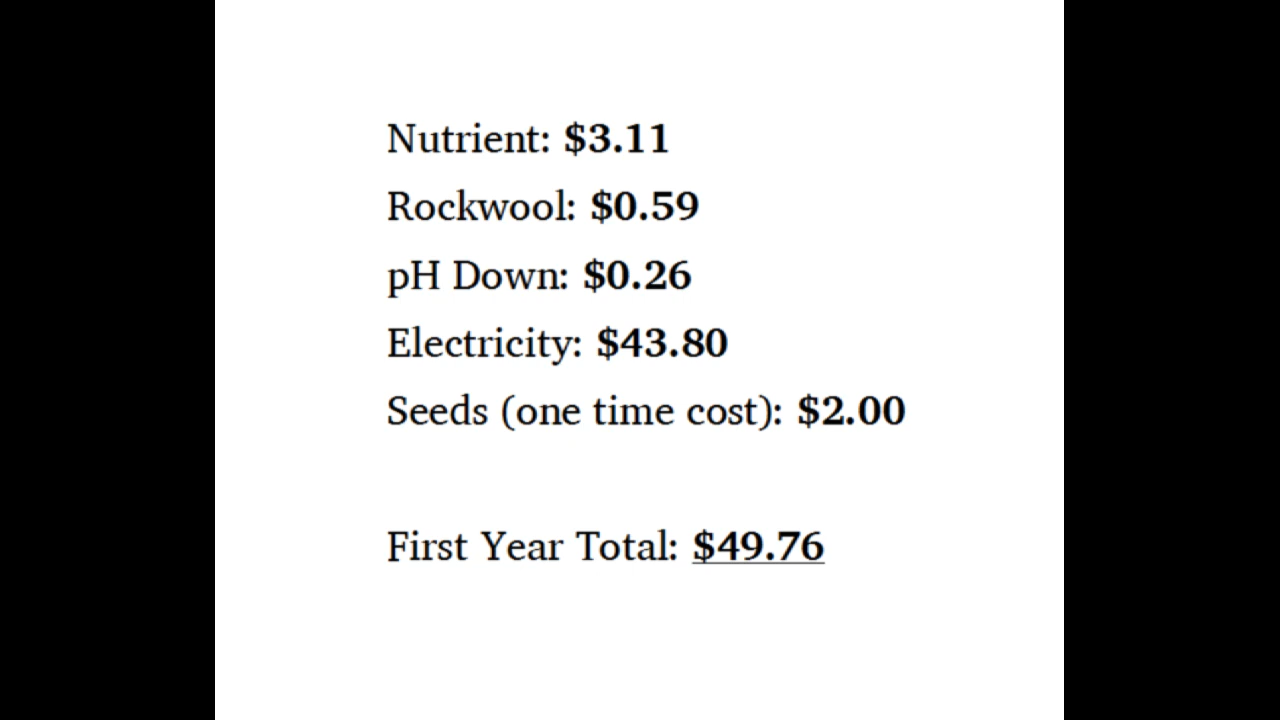 Nutrient: $3.11
Rockwool: $0.59
pH Down: $0.26
Electricity: $43.80
Seeds (one time cost): $2.00
First Year Total: $49.76